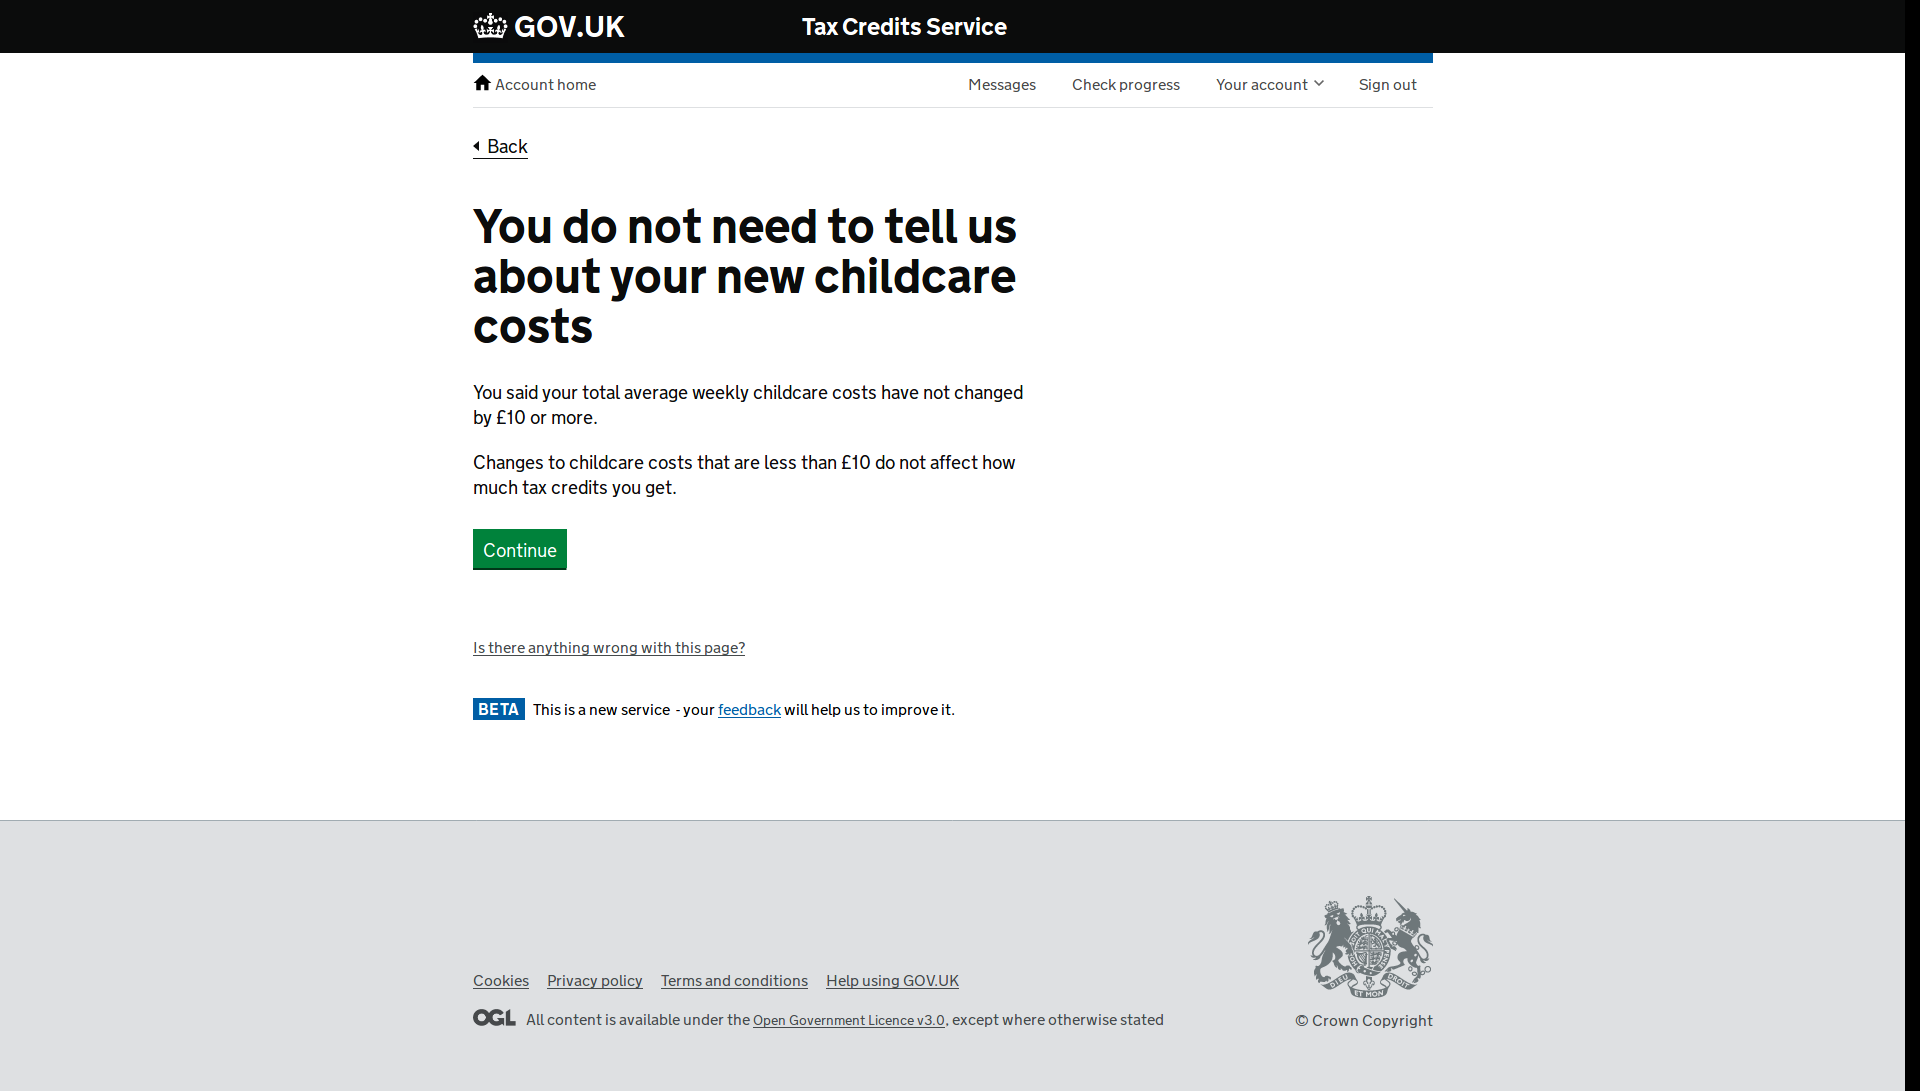 GOV.UK
Tax Credits Service
Account home
Messages
Check progress
Your account
Sign out
Back
You do not need to tell us
about your new childcare
costs
You said your total average weekly childcare costs have not changed
by £10 or more.
Changes to childcare costs that are less than £10 do not affect how
much tax credits you get.
Continue
Is there anything wrong with this page?
BETA This is a new service - your feedback will help us to improve it.
Cookies
Privacy policy
Terms and conditions
Help using GOV.UK
OGL All content is available under the Open Government Licence v3.0, except where otherwise stated
© Crown Copyright